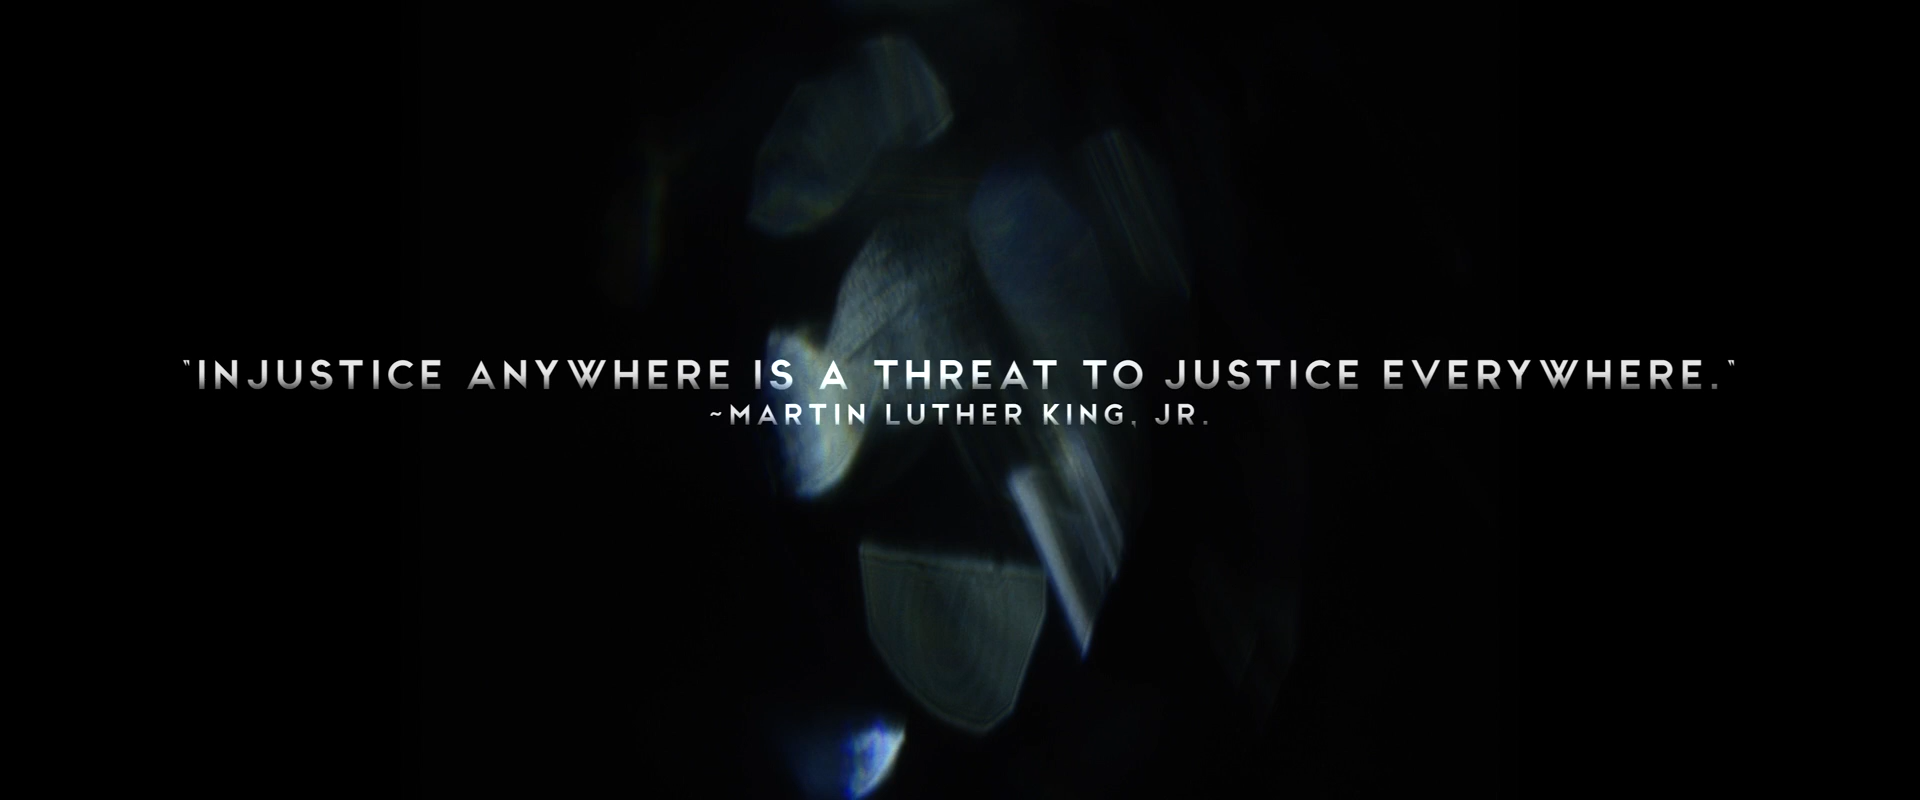 "INJUSTICE ANYWHERE IS A THREAT TO JUSTICE EVERYWHERE."
~MARTIN LUTHER KING, JR.